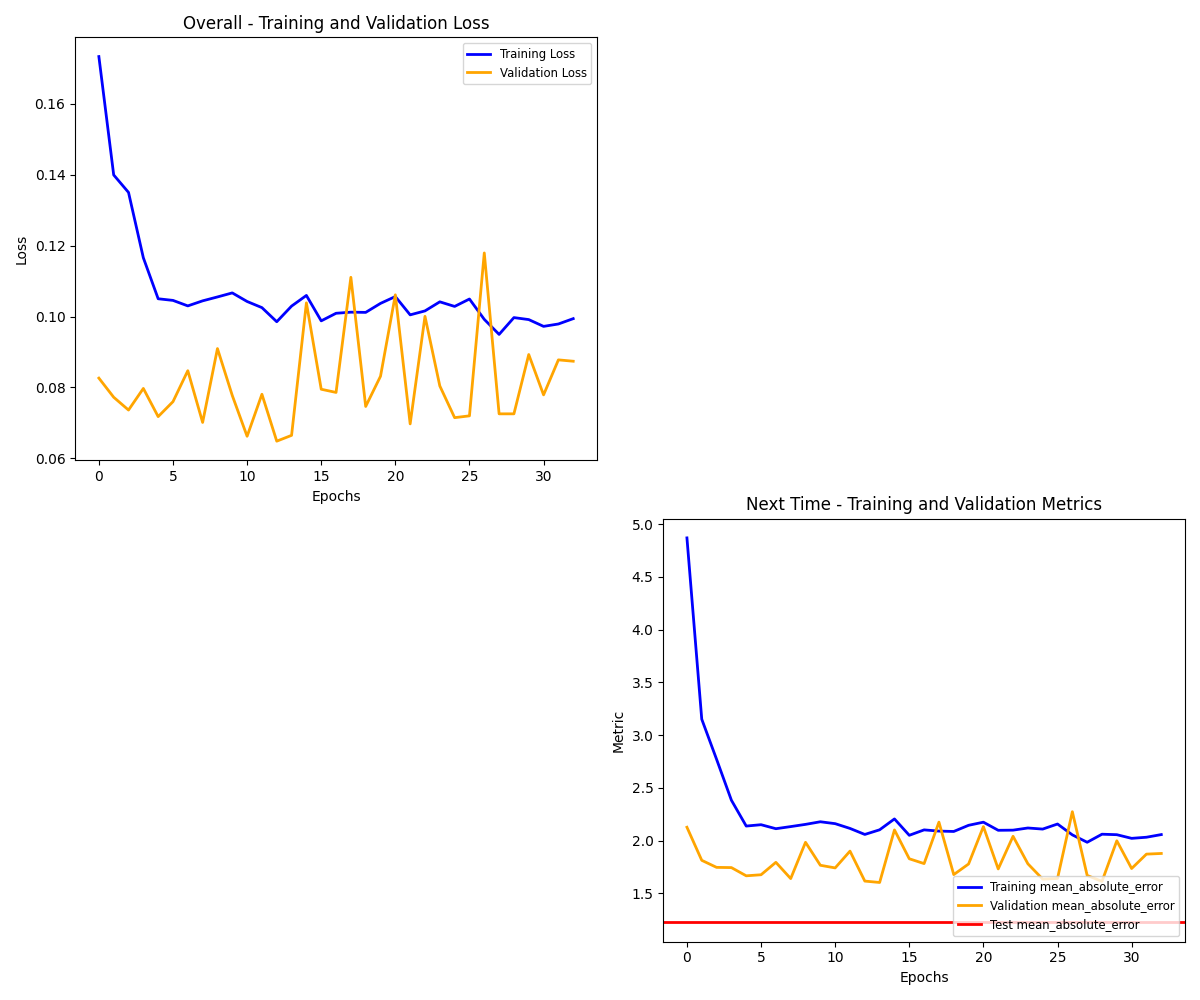 Overall - Training and Validation Loss
Training Loss
Validation Loss
0.16
0.14
0.12
0.10
0.08
0.06
Loss
0 5 10 15 20 25 30
Epochs
Next Time - Training and Validation Metrics
5.0
4.5
4.0
3.5
3.0
2.5
2.0
1.5
Metric
Training mean_absolute_error
Validation mean_absolute_error
Test mean_absolute_error
0 5 10 15 20 25 30
Epochs